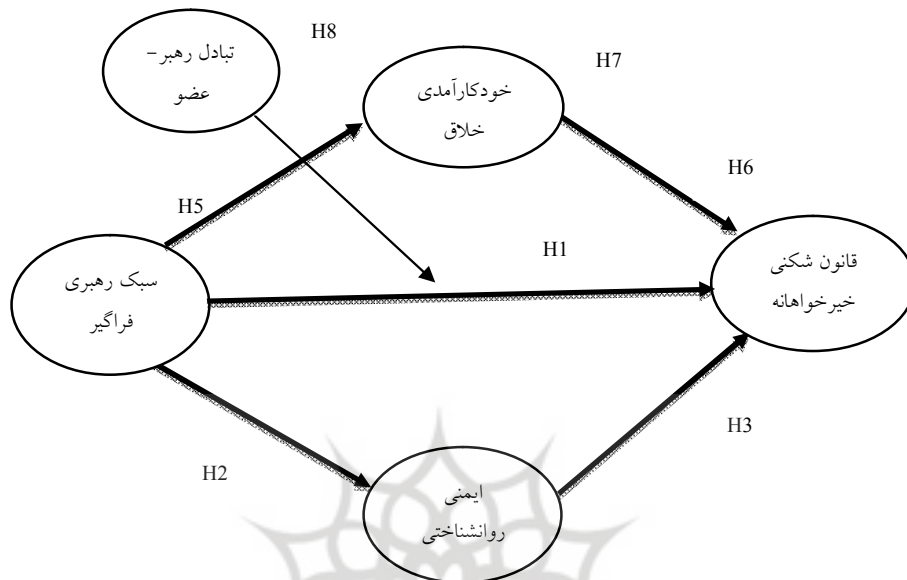 H8
تبادل رهبر–
عضو
H7
خودکارآمدی
خلاق
H6
H5
H1
قانون شکنی
خیرخواهانه
سبک رهبری
فراگیر
H3
H2
ایمنی
روانشناختی